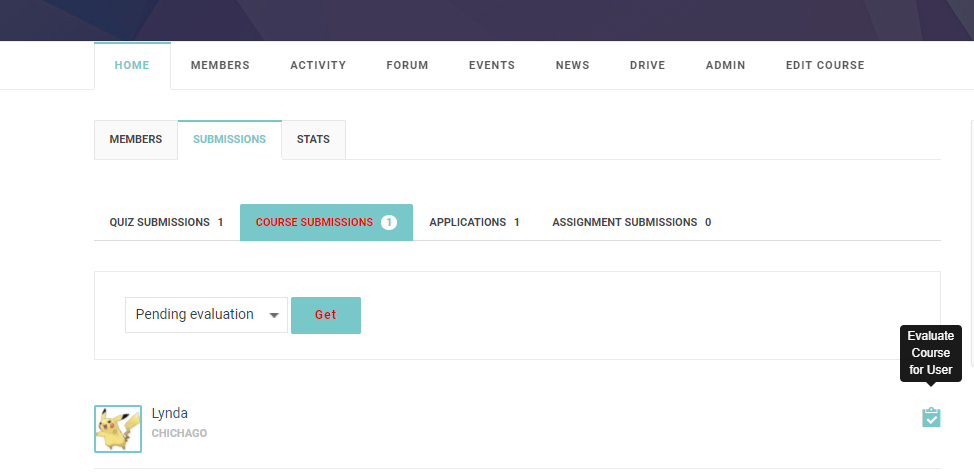 HOME MEMBERS ACTIVITY FORUM EVENTS NEWS DRIVE ADMIN EDIT COURSE
MEMBERS SUBMISSIONS STATS
QUIZ SUBMISSIONS 1 COURSE SUBMISSIONS 1 APPLICATIONS 1 ASSIGNMENT SUBMISSIONS 0
Pending evaluation Get
Evaluate
Course
for User
Lynda
CHICHAGO